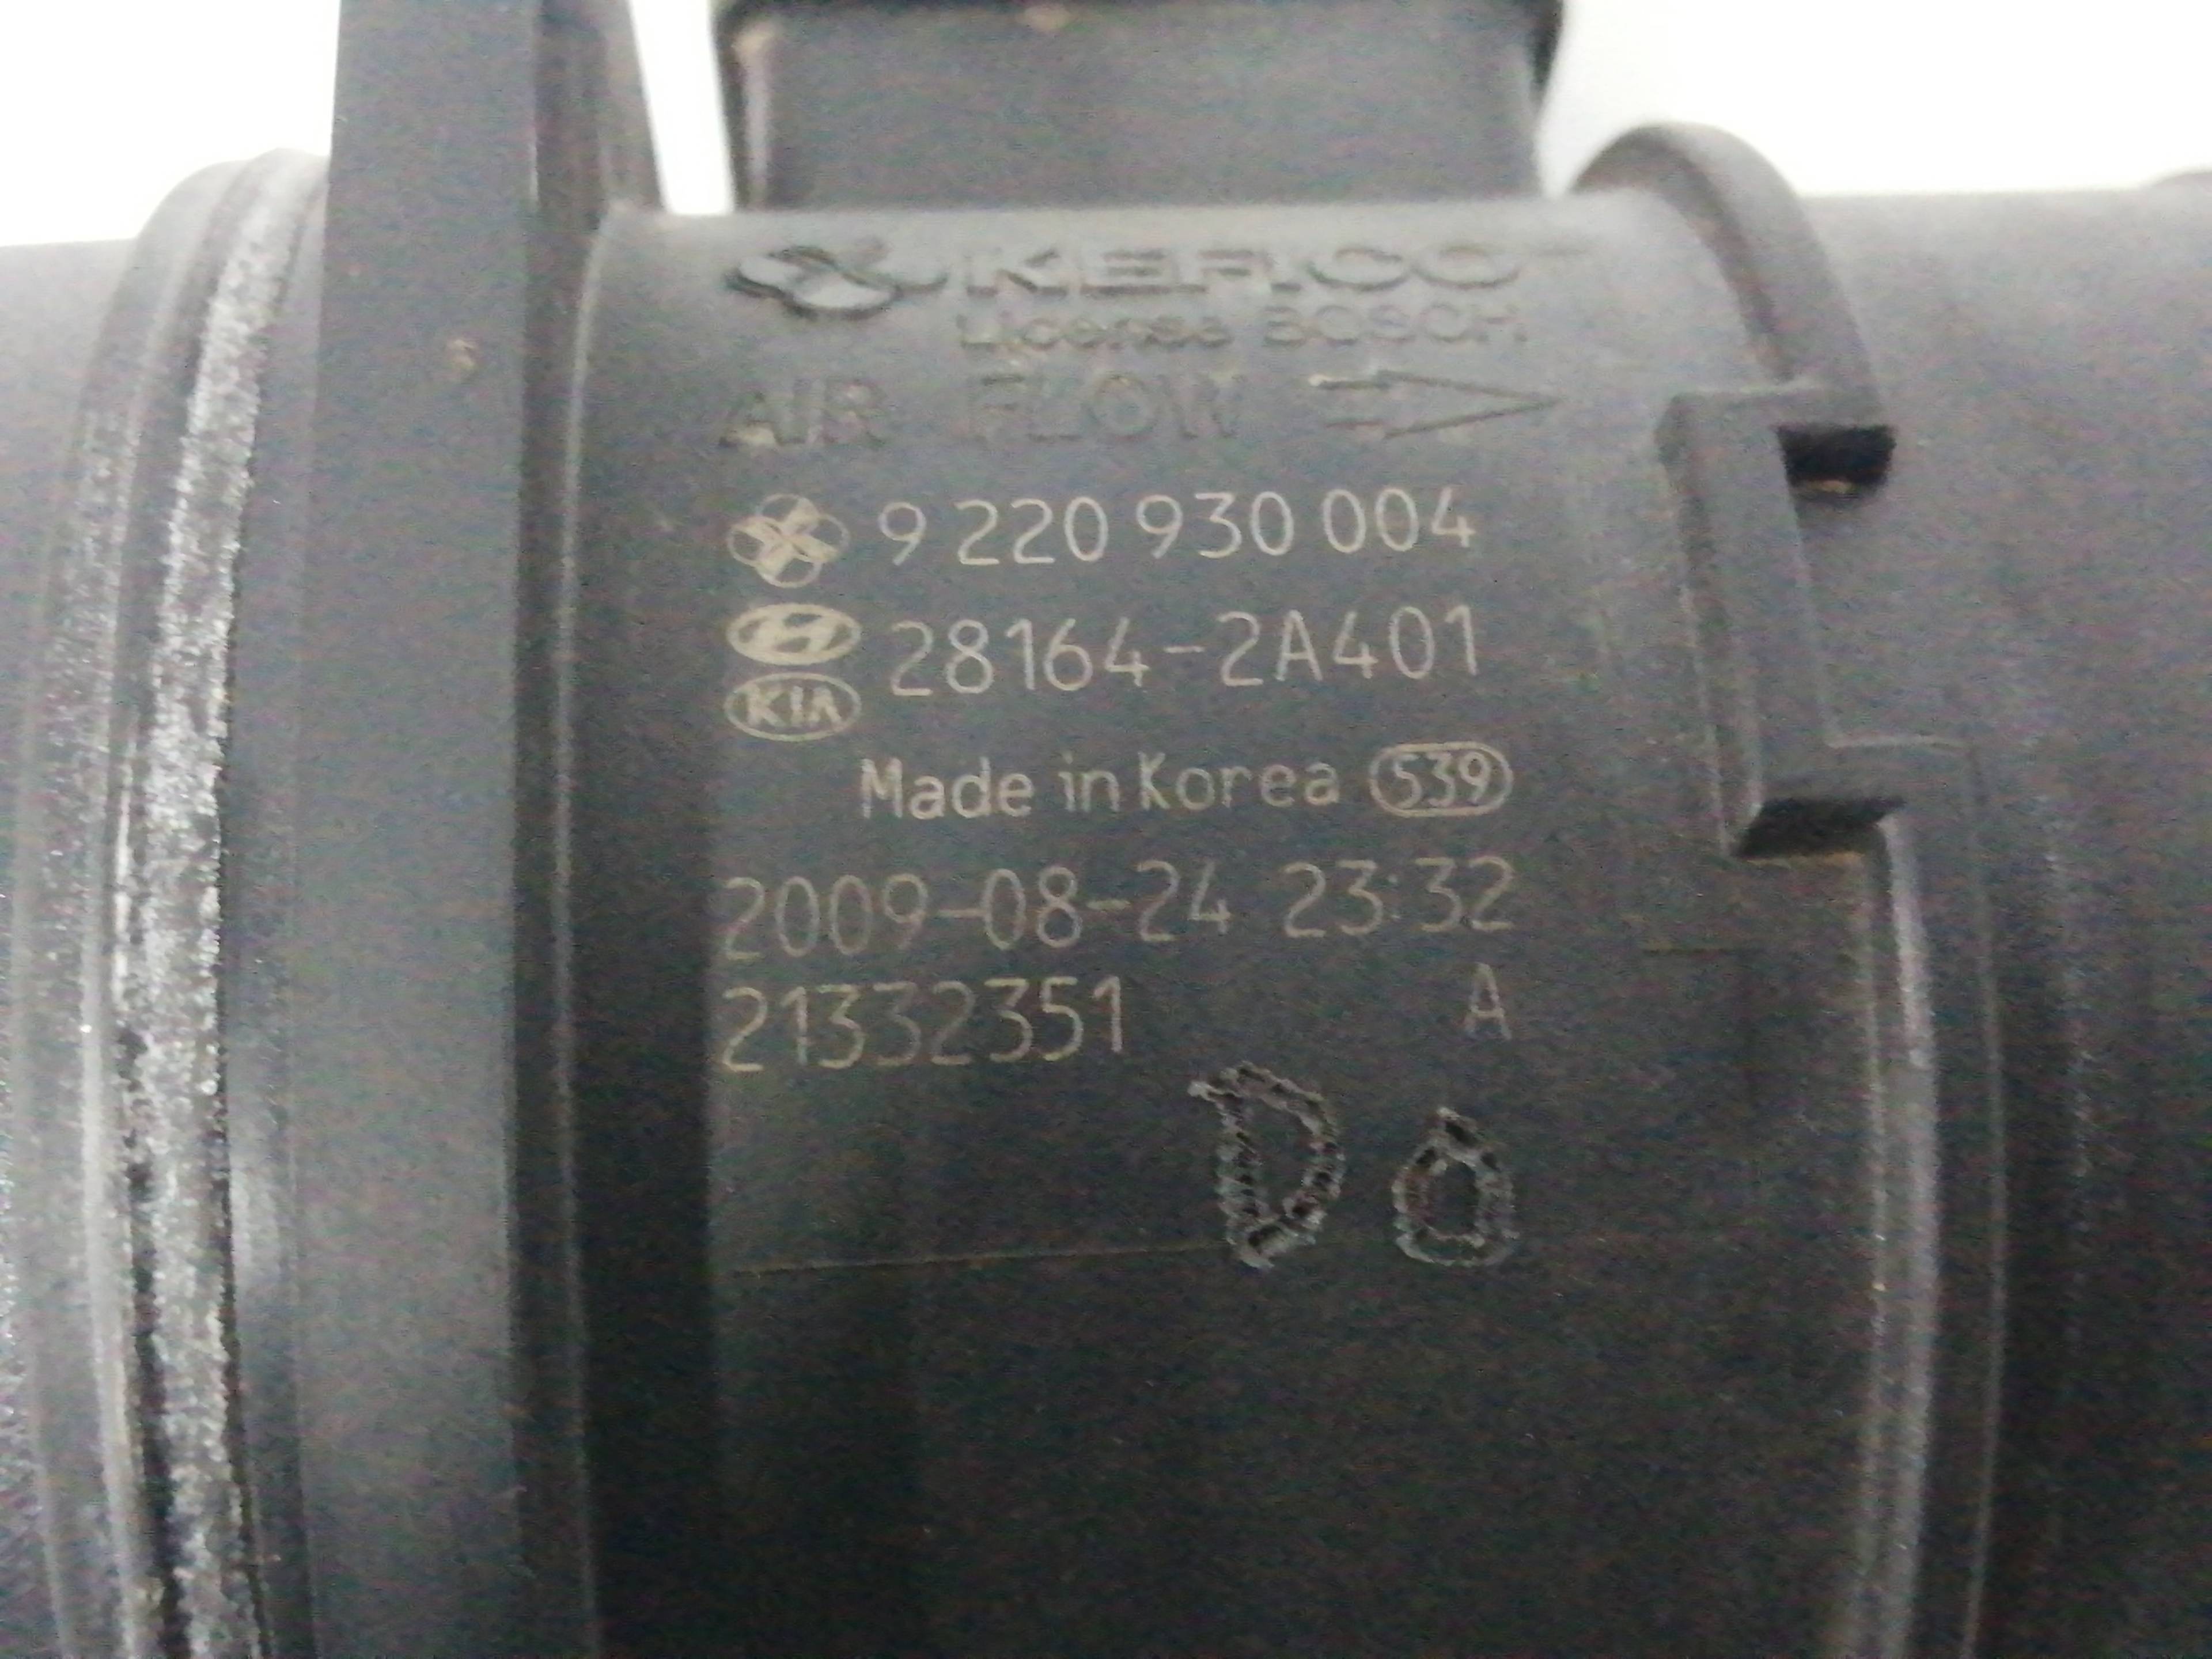 KEFICO
License BOSCH
AIR FLOW
9 220 930 004
28164-2A401
KIA
Made in Korea 539
2009-08-24 23:32
21332351 A